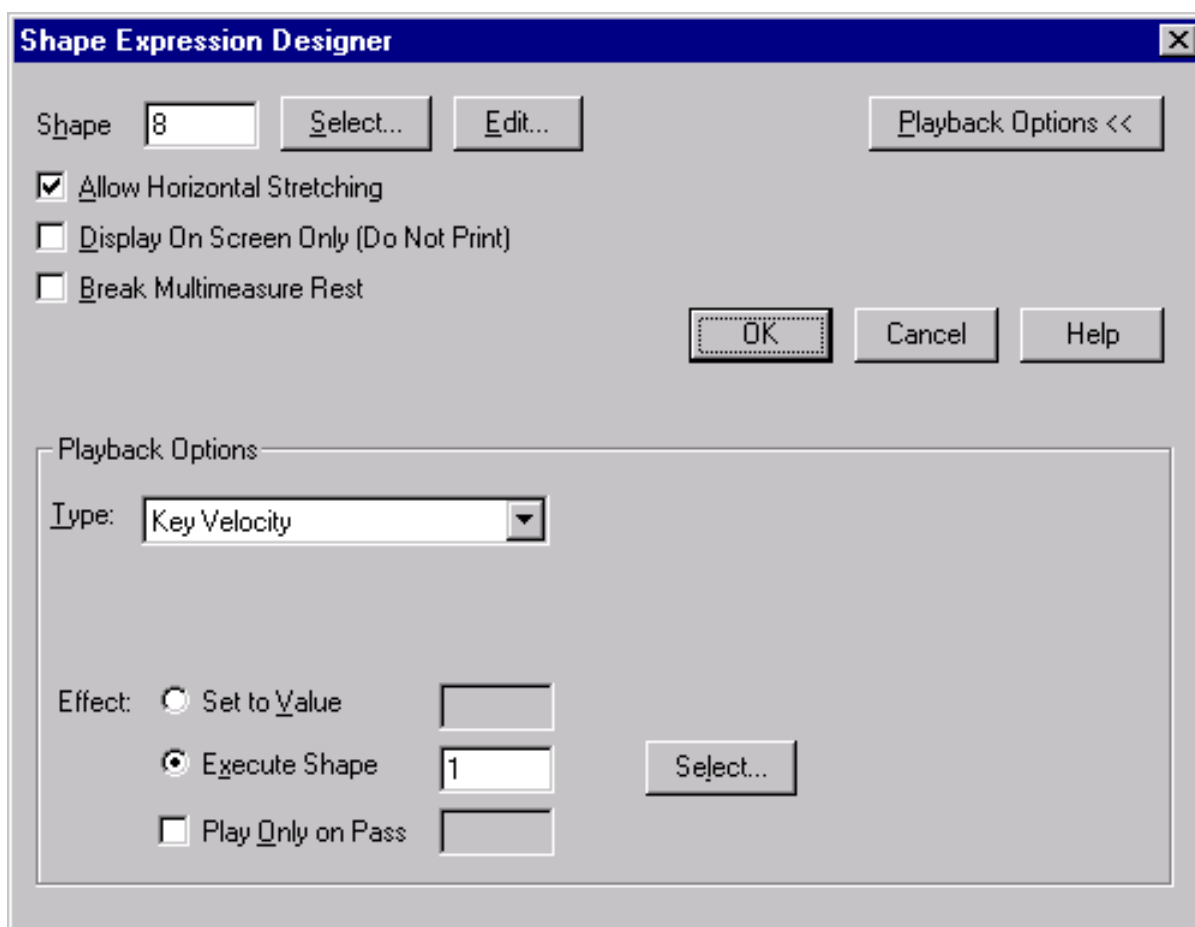 Shape Expression Designer
Shape 8 Select... Edit... Playback Options <<
Allow Horizontal Stretching
Display On Screen Only (Do Not Print)
Break Multimeasure Rest
OK Cancel Help
Playback Options
Type: Key Velocity
Effect: Set to Value
Execute Shape 1 Select...
Play Only on Pass